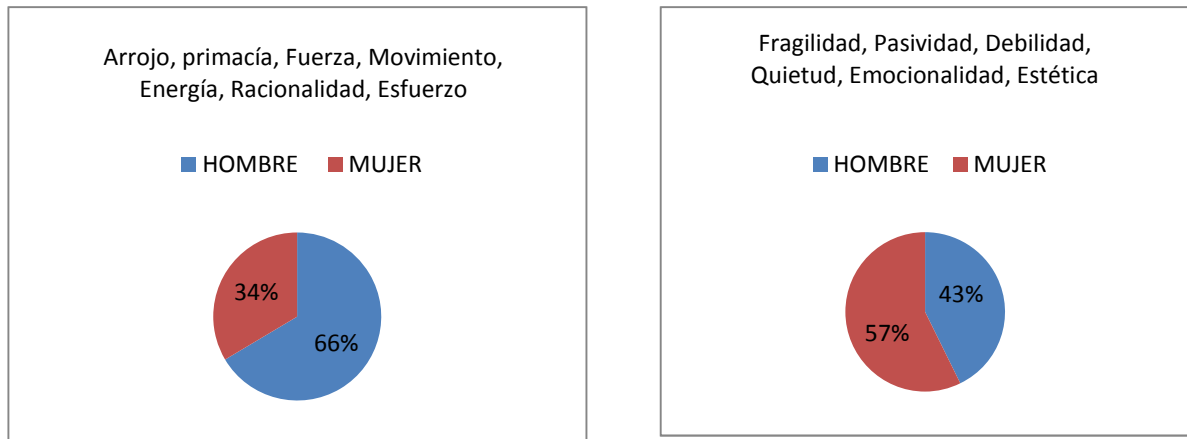 Arrojo, primacía, Fuerza, Movimiento,
Energía, Racionalidad, Esfuerzo
HOMBRE MUJER
34%
66%
Fragilidad, Pasividad, Debilidad,
Quietud, Emocionalidad, Estética
HOMBRE MUJER
43%
57%